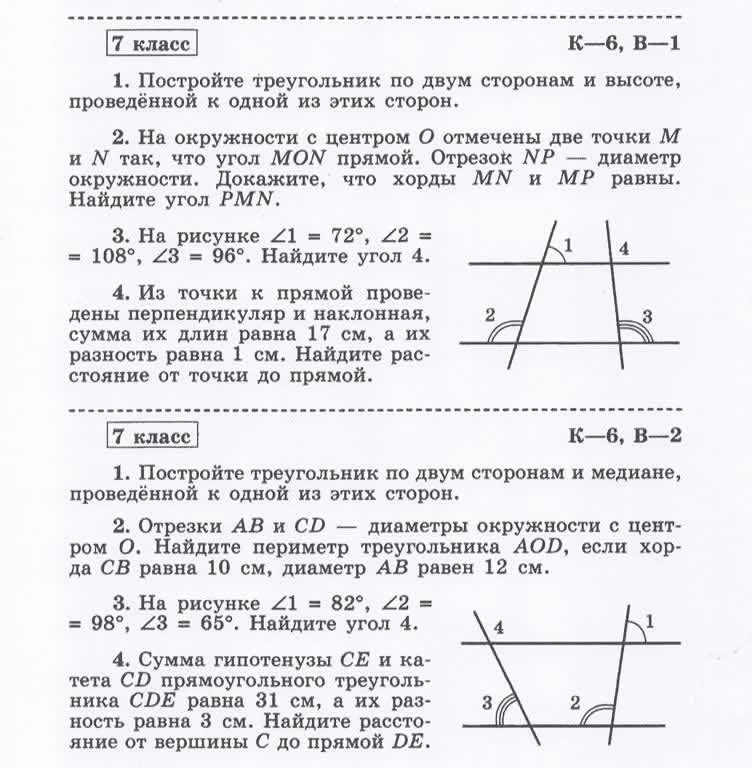 7 класс
К—6, В—1
1. Постройте треугольник по двум сторонам и высоте,
проведённой к одной из этих сторон.
2. На окружности с центром O отмечены две точки M
и N так, что угол MON прямой. Отрезок NP — диаметр
окружности. Докажите, что хорды MN и MP равны.
Найдите угол PMN.
3. На рисунке ∠1 = 72°, ∠2 =
= 108°, ∠3 = 96°. Найдите угол 4.
4. Из точки к прямой прове-
дены перпендикуляр и наклонная,
сумма их длин равна 17 см, а их
разность равна 1 см. Найдите рас-
стояние от точки до прямой.
1
4
2
3
7 класс
К—6, В—2
1. Постройте треугольник по двум сторонам и медиане,
проведённой к одной из этих сторон.
2. Отрезки AB и CD — диаметры окружности с цент-
ром O. Найдите периметр треугольника AOD, если хор-
да CB равна 10 см, диаметр AB равен 12 см.
3. На рисунке ∠1 = 82°, ∠2 =
= 98°, ∠3 = 65°. Найдите угол 4.
4. Сумма гипотенузы CE и ка-
тета CD прямоугольного треуголь-
ника CDE равна 31 см, а их раз-
ность равна 3 см. Найдите рассто-
яние от вершины C до прямой DE.
4
1
3
2